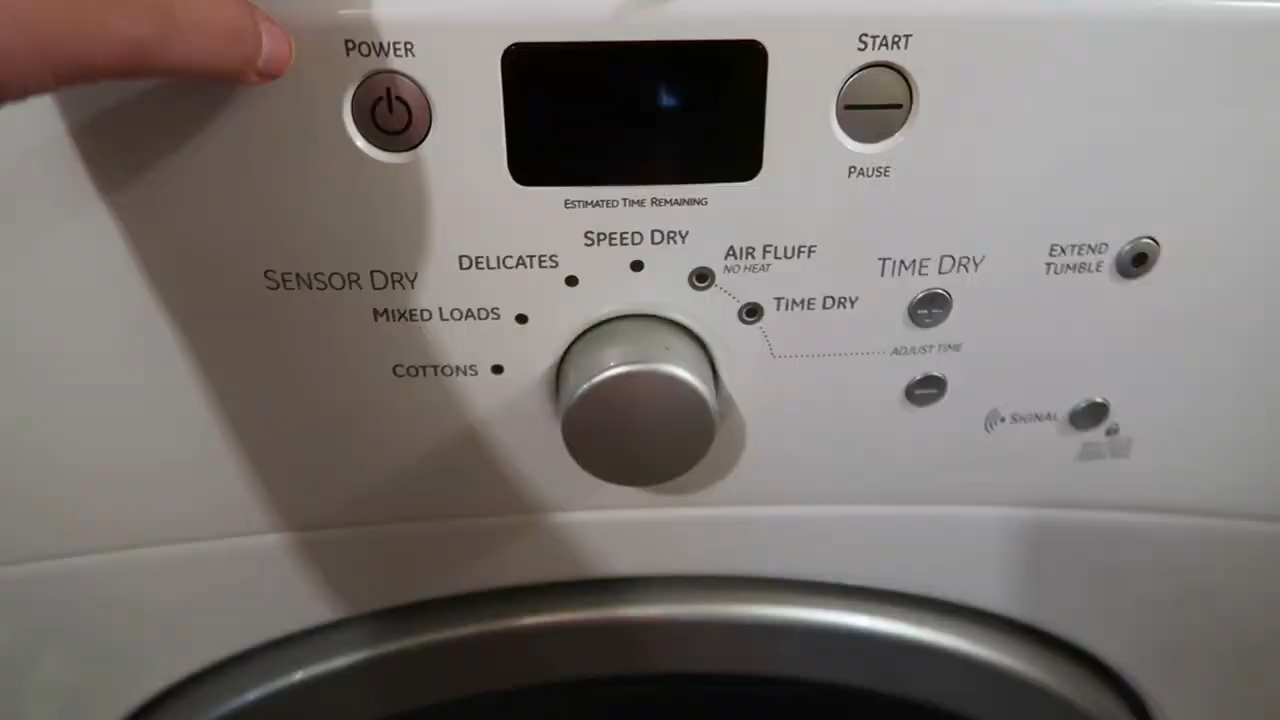 POWER
START
PAUSE
ESTIMATED TIME REMAINING
SPEED DRY
DELICATES
AIR FLUFF
NO HEAT
SENSOR DRY
MIXED LOADS
COTTONS
TIME DRY
TIME DRY
ADJUST TIME
EXTEND
TUMBLE
SIGNAL